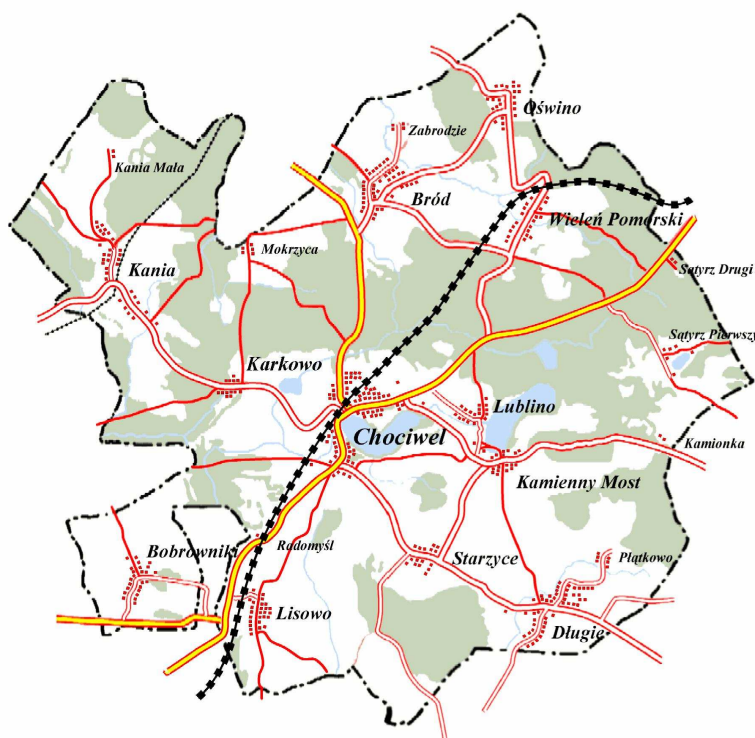 Oświno
Zabrodzie
Kania Mała
Bród
Wieleń Pomorski
Mokrzyca
Kania
Sątyrz Drugi
Sątyrz Pierwszy
Karkowo
Lublino
Chociwel
Kamionka
Kamienny Most
Radomyśl
Bobrowniki
Starzyce
Płątkowo
Lisowo
Długie